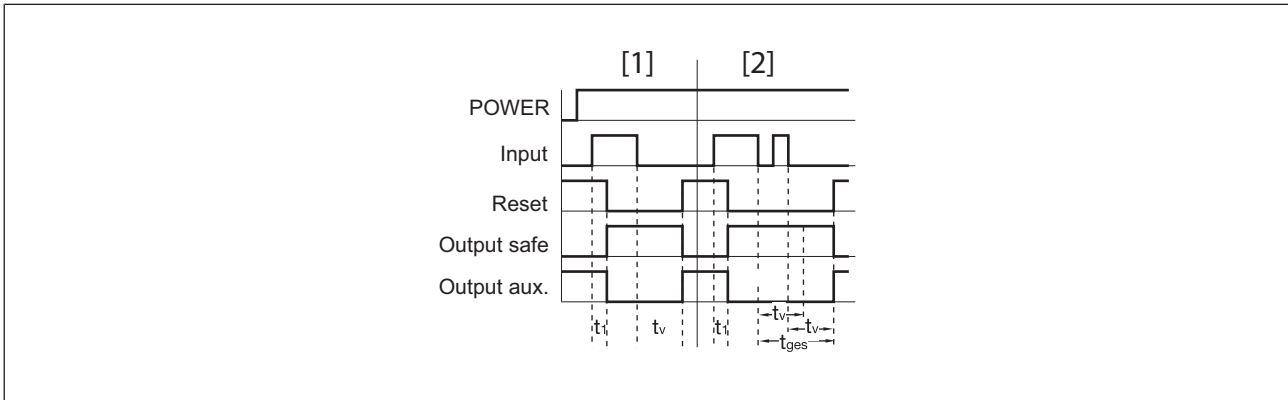 [1] [2]
POWER
Input
Reset
Output safe
Output aux.
t1 tv t1 tv tv
tges